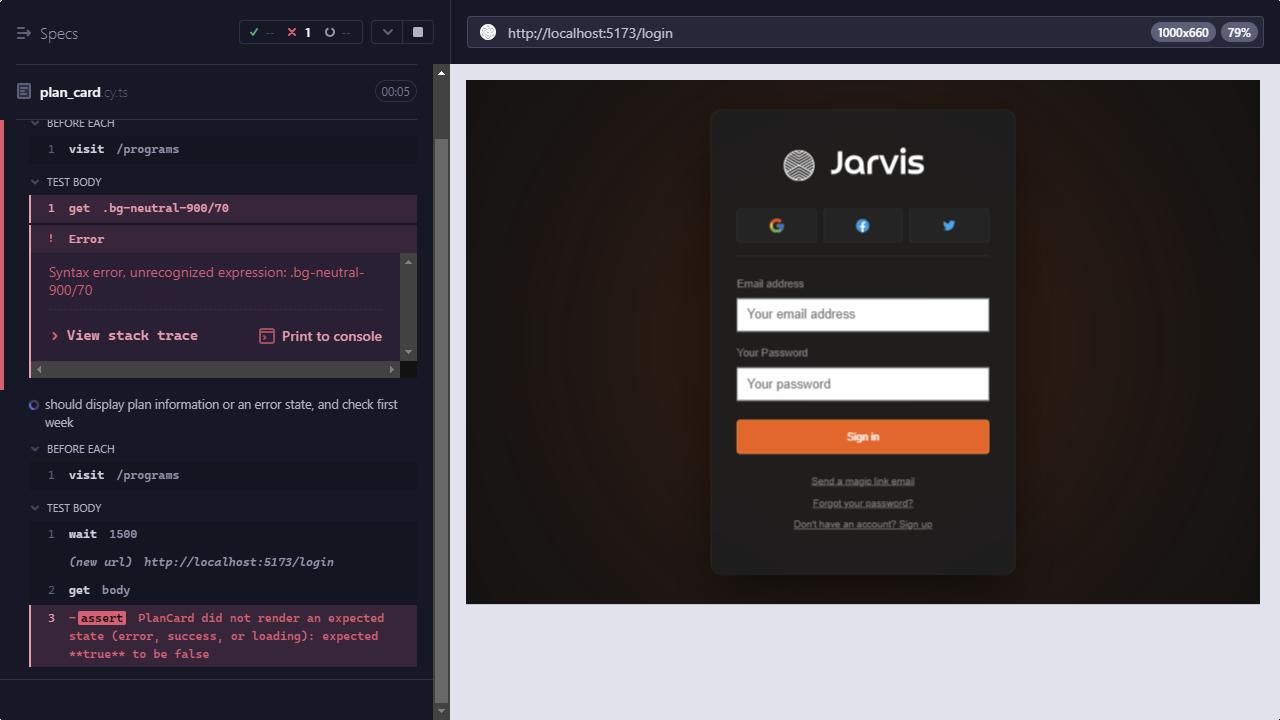 Specs
-- 1 --
http://localhost:5173/login
1000x660
79%
plan_card.cy.ts
00:05
BEFORE EACH
1 visit /programs
TEST BODY
1 get .bg-neutral-900/70
! Error
Syntax error, unrecognized expression: .bg-neutral-
900/70
View stack trace
Print to console
should display plan information or an error state, and check first
week
BEFORE EACH
1 visit /programs
TEST BODY
1 wait 1500
(new url) http://localhost:5173/login
2 get body
3 -assert PlanCard did not render an expected
state (error, success, or loading): expected
**true** to be false
Jarvis
Email address
Your email address
Your Password
Your password
Sign in
Send a magic link email
Forgot your password?
Don't have an account? Sign up